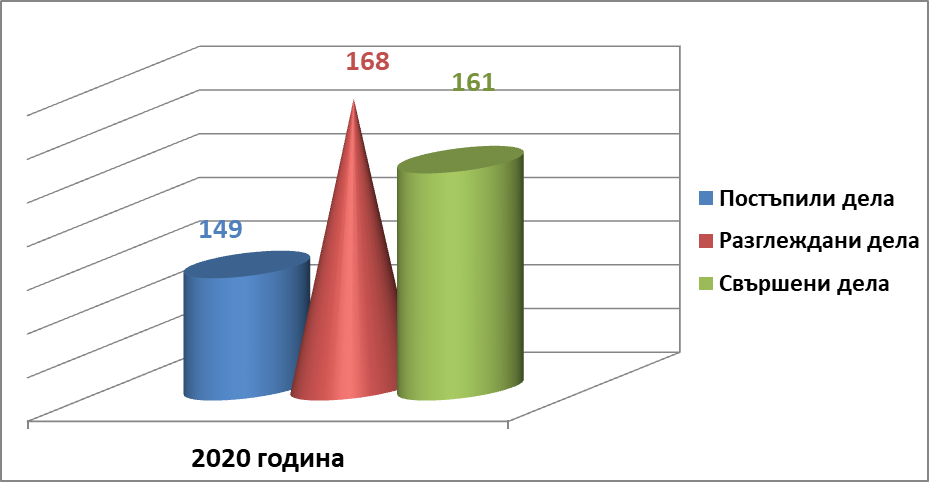 168
161
149
Постъпили дела
Разглеждани дела
Свършени дела
2020 година